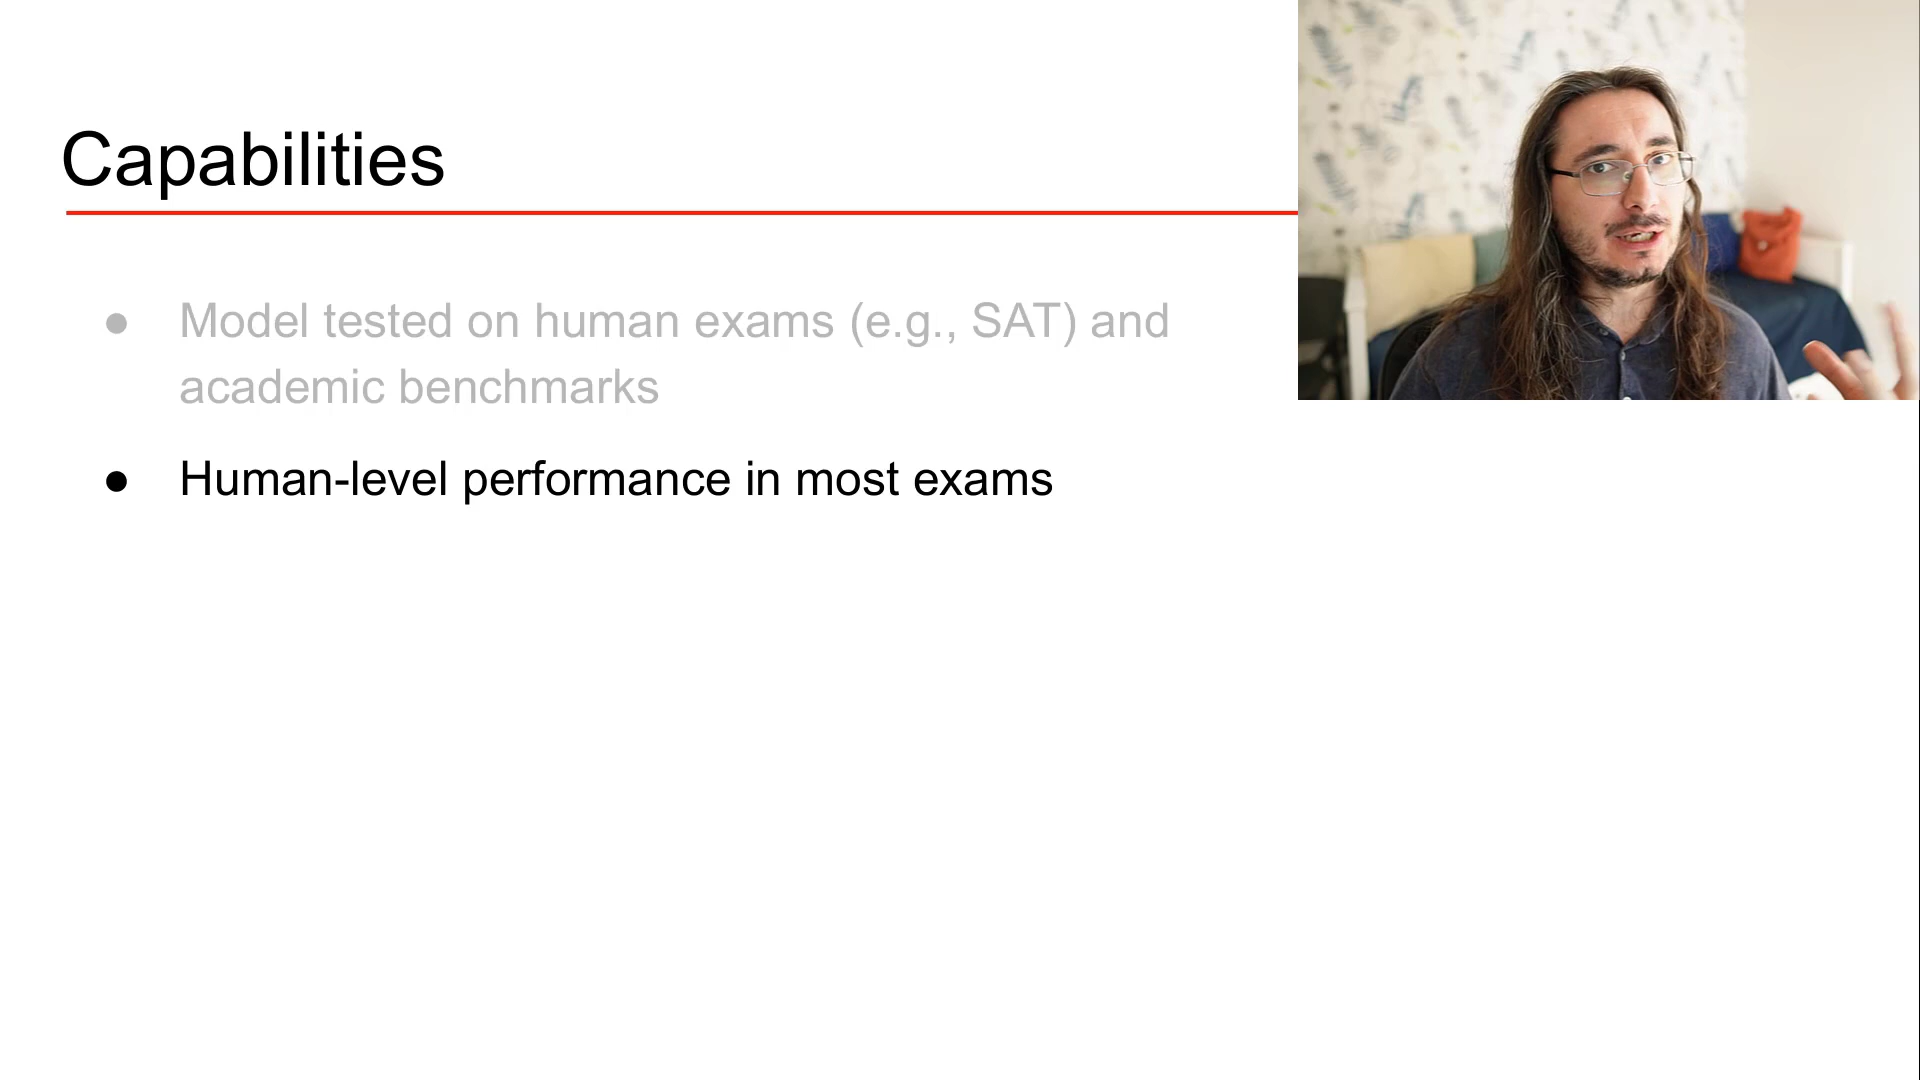 Capabilities
● Model tested on human exams (e.g., SAT) and
academic benchmarks
● Human-level performance in most exams